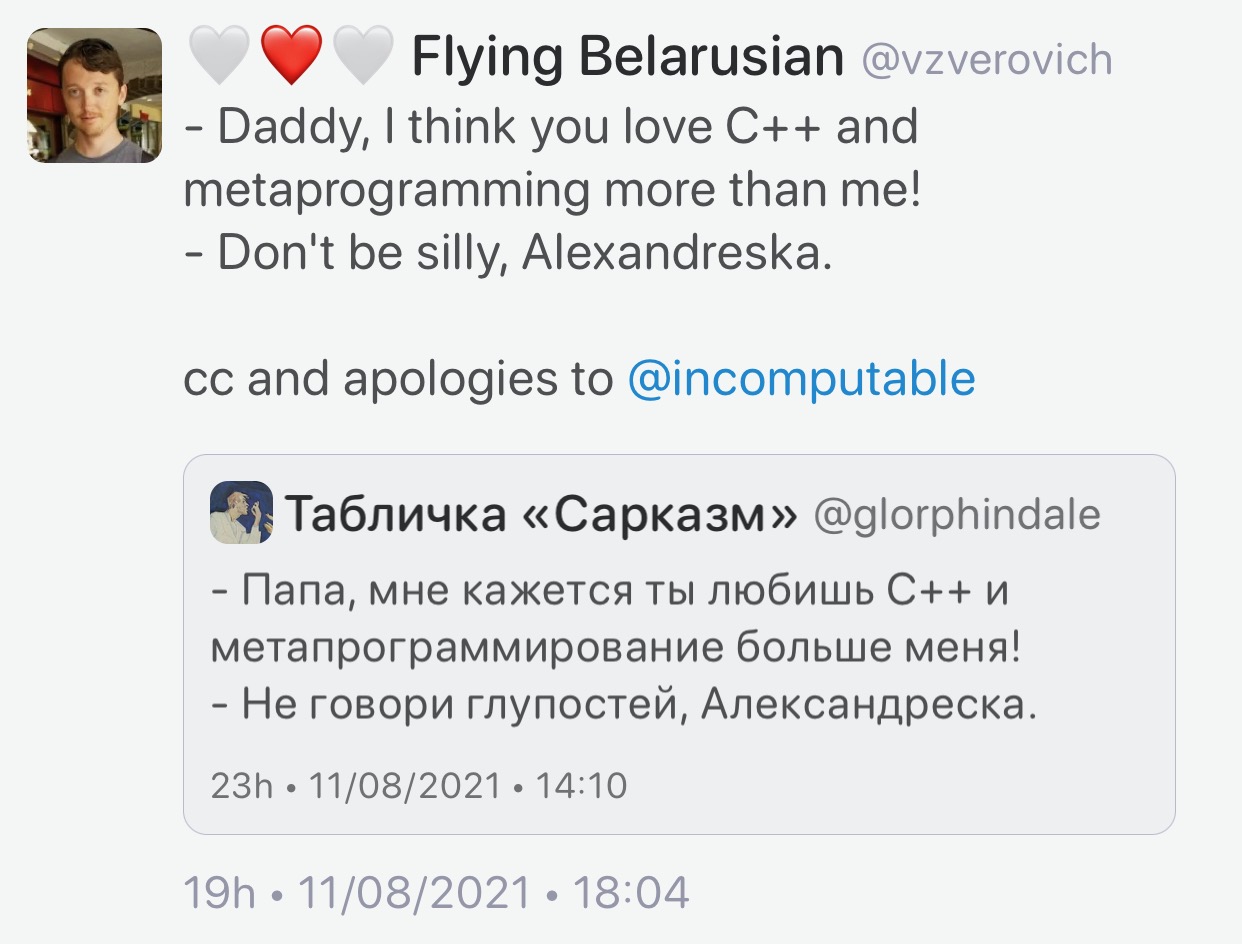 🤍❤️🤍 Flying Belarusian @vzverovich
- Daddy, I think you love C++ and
metaprogramming more than me!
- Don't be silly, Alexandreska.
cc and apologies to @incomputable
Табличка «Сарказм» @glorphindale
- Папа, мне кажется ты любишь C++ и
метапрограммирование больше меня!
- Не говори глупостей, Александреска.
23h • 11/08/2021 • 14:10
19h • 11/08/2021 • 18:04